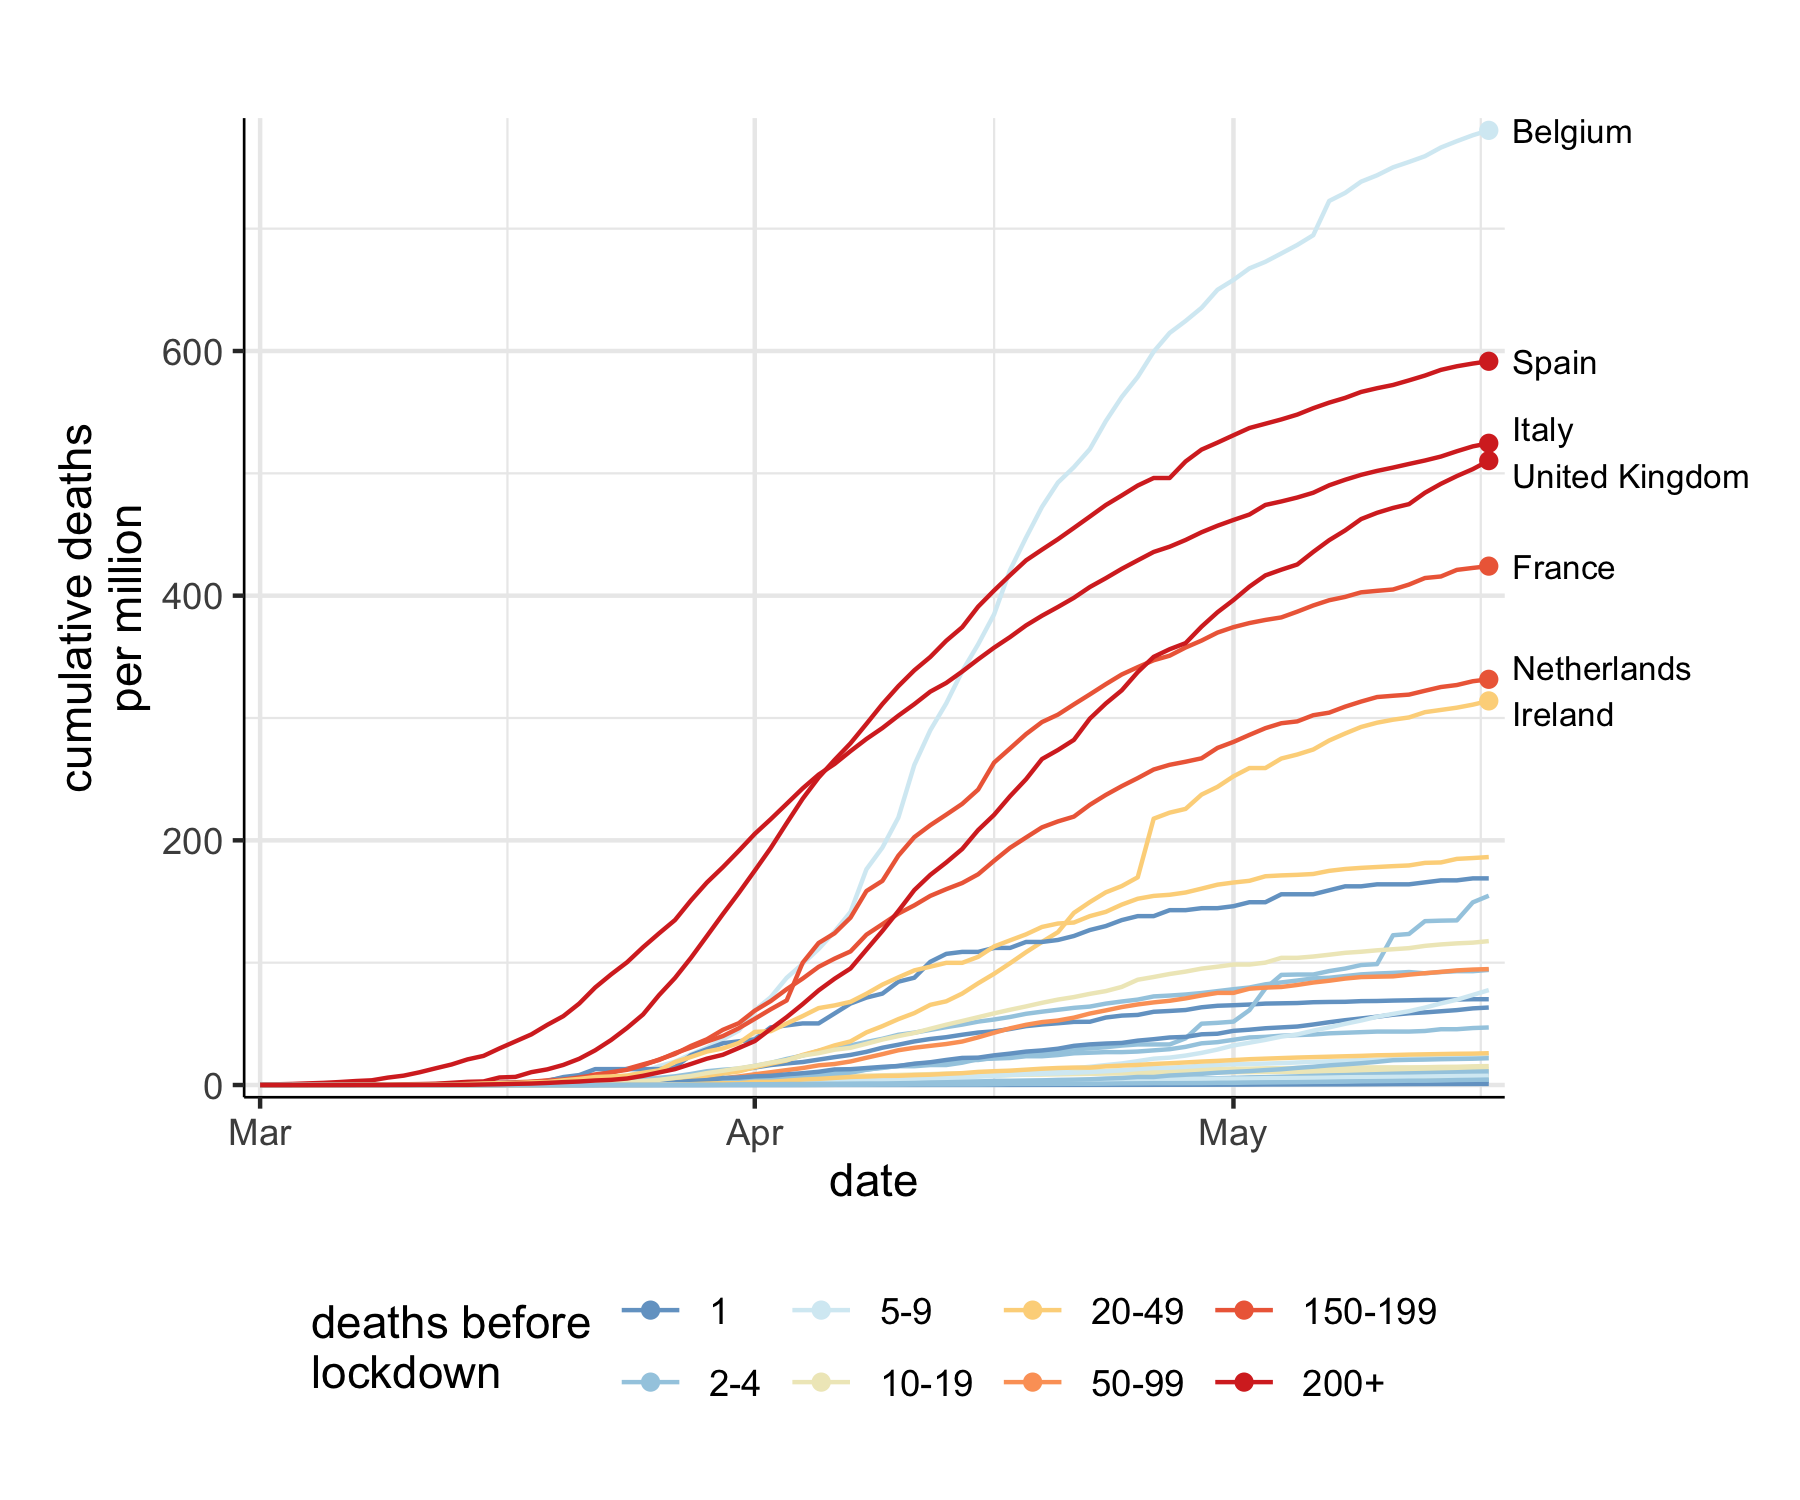 Belgium
600
Spain
Italy
United Kingdom
cumulative deaths
per million
400
France
Netherlands
Ireland
200
0
Mar
Apr
May
date
deaths before
lockdown
1
5-9
20-49
150-199
2-4
10-19
50-99
200+